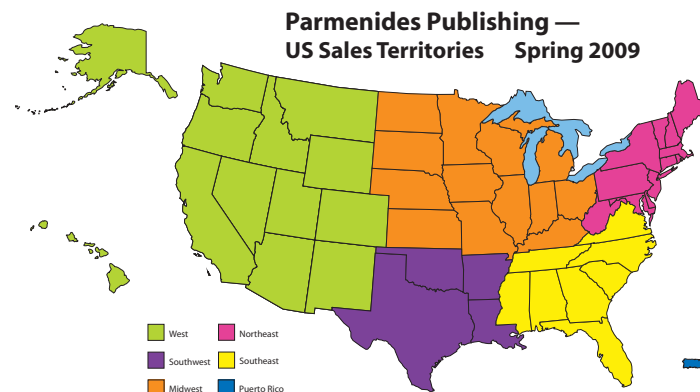 Parmenides Publishing —
US Sales Territories Spring 2009
West
Northeast
Southwest
Southeast
Midwest
Puerto Rico